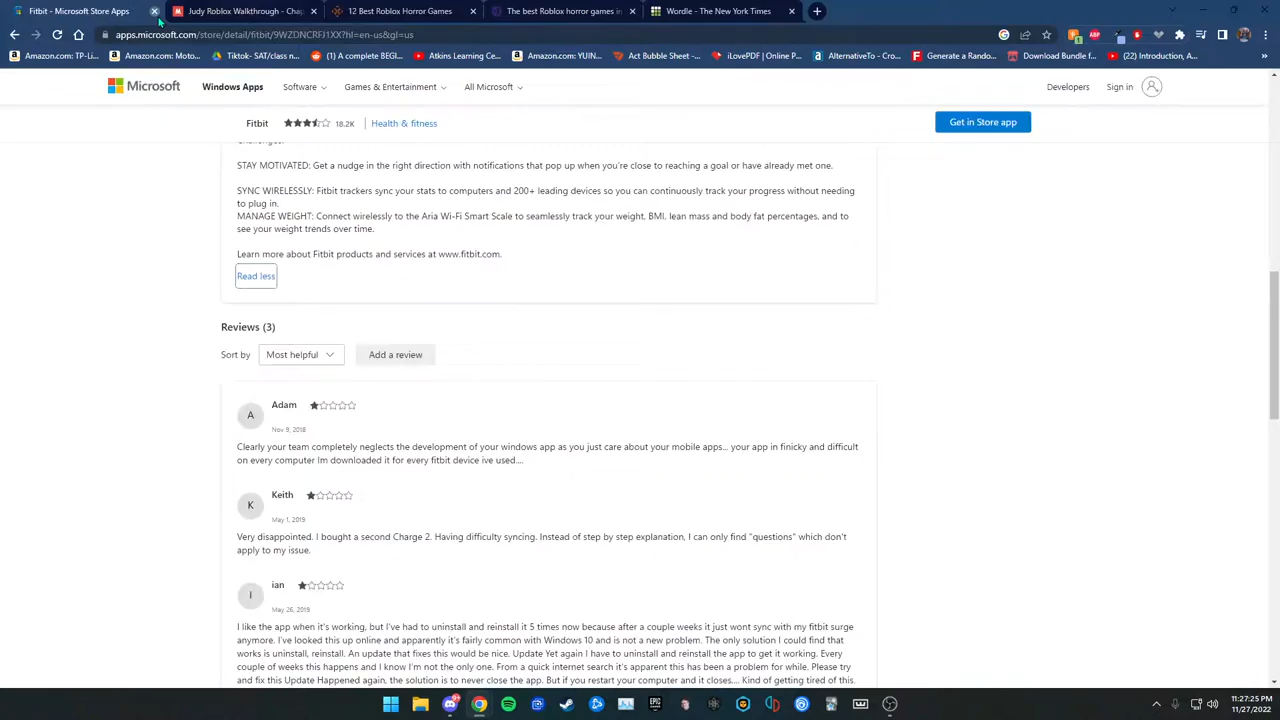 Fitbit - Microsoft Store Apps
Judy Roblox Walkthrough - Chap
12 Best Roblox Horror Games
The best Roblox horror games in
Wordle - The New York Times
apps.microsoft.com/store/detail/fitbit/9WZDNCRFJ1XX?hl=en-us&gl=us
Amazon.com: TP-Li...
Amazon.com: Moto...
Tiktok- SAT/class n...
(1) A complete BEG...
Atkins Learning Ce...
Amazon.com: YUIN...
Act Bubble Sheet -...
iLovePDF | Online P...
AlternativeTo - Cro...
Generate a Rando...
Download Bundle f...
(22) Introduction, A...
Microsoft
Windows Apps
Software
Games & Entertainment
All Microsoft
Developers
Sign in
Fitbit
18.2K
Health & fitness
Get in Store app
STAY MOTIVATED: Get a nudge in the right direction with notifications that pop up when you're close to reaching a goal or have already met one.
SYNC WIRELESSLY: Fitbit trackers sync your stats to computers and 200+ leading devices so you can continuously track your progress without needing
to plug in.
MANAGE WEIGHT: Connect wirelessly to the Aria Wi-Fi Smart Scale to seamlessly track your weight, BMI, lean mass and body fat percentages, and to
see your weight trends over time.
Learn more about Fitbit products and services at www.fitbit.com.
Read less
Reviews (3)
Sort by
Most helpful
Add a review
A
Adam
Nov 9, 2018
Clearly your team completely neglects the development of your windows app as you just care about your mobile apps... your app in finicky and difficult
on every computer Im downloaded it for every fitbit device ive used....
K
Keith
May 1, 2019
Very disappointed. I bought a second Charge 2. Having difficulty syncing. Instead of step by step explanation, I can only find "questions" which don't
apply to my issue.
I
ian
May 26, 2019
I like the app when it's working, but I've had to uninstall and reinstall it 5 times now because after a couple weeks it just wont sync with my fitbit surge
anymore. I've looked this up online and apparently it's fairly common with Windows 10 and is not a new problem. The only solution I could find that
works is uninstall, reinstall. An update that fixes this would be nice. Update Yet again I have to uninstall and reinstall the app to get it working. Every
couple of weeks this happens and I know I'm not the only one. From a quick internet search it's apparent this has been a problem for while. Please try
and fix this Update Happened again, the solution is to never close the app. But if you restart your computer and it closes.... Kind of getting tired of this.
11:27:25 PM
11/27/2022